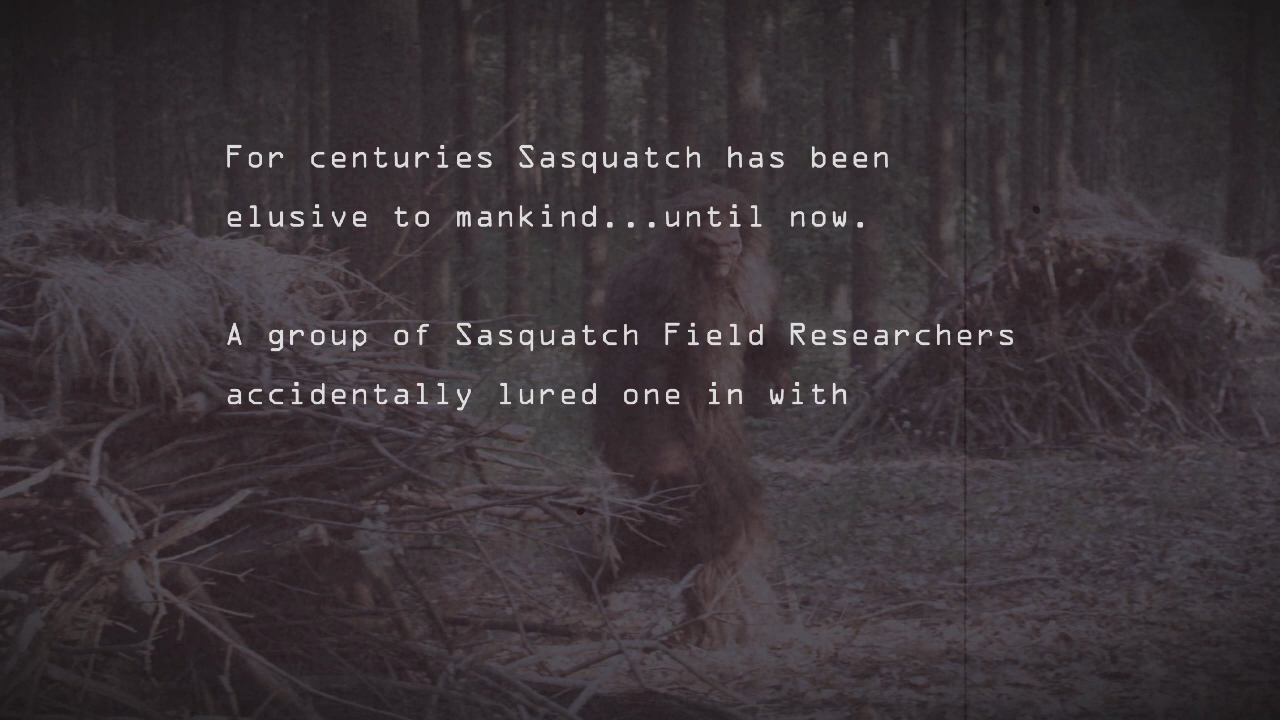 For centuries Sasquatch has been
elusive to mankind...until now.
A group of Sasquatch Field Researchers
accidentally lured one in with